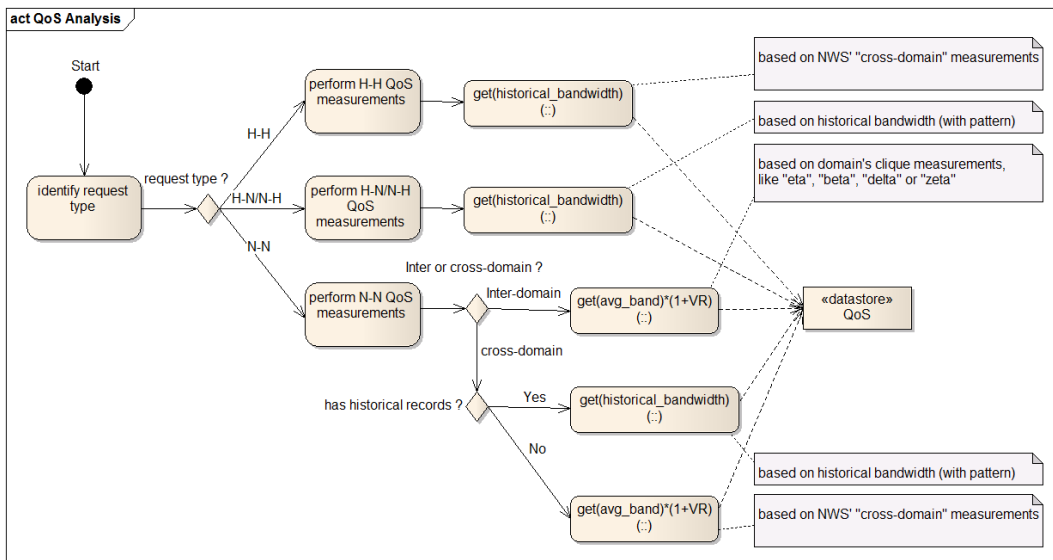 act QoS Analysis
Start
identify request
type
request type ?
H-H
H-N/N-H
N-N
perform H-H QoS
measurements
get(historical_bandwidth)
(::)
based on NWS' "cross-domain" measurements
perform H-N/N-H
QoS
measurements
get(historical_bandwidth)
(::)
based on historical bandwidth (with pattern)
based on domain's clique measurements,
like "eta", "beta", "delta" or "zeta"
perform N-N QoS
measurements
Inter or cross-domain ?
Inter-domain
get(avg_band)*(1+VR)
(::)
«datastore»
QoS
cross-domain
has historical records ?
Yes
get(historical_bandwidth)
(::)
No
based on historical bandwidth (with pattern)
get(avg_band)*(1+VR)
(::)
based on NWS' "cross-domain" measurements